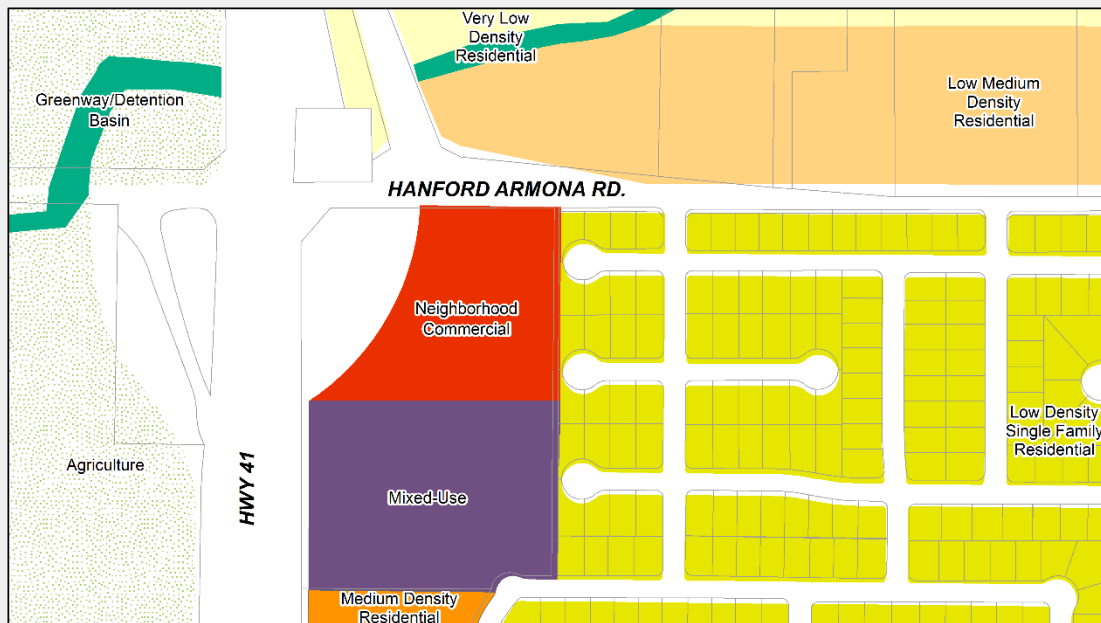 Very Low
Density
Residential
Greenway/Detention
Basin
Low Medium
Density
Residential
HANFORD ARMONA RD.
Neighborhood
Commercial
Low Density
Single Family
Residential
Agriculture
HWY 41
Mixed-Use
Medium Density
Residential